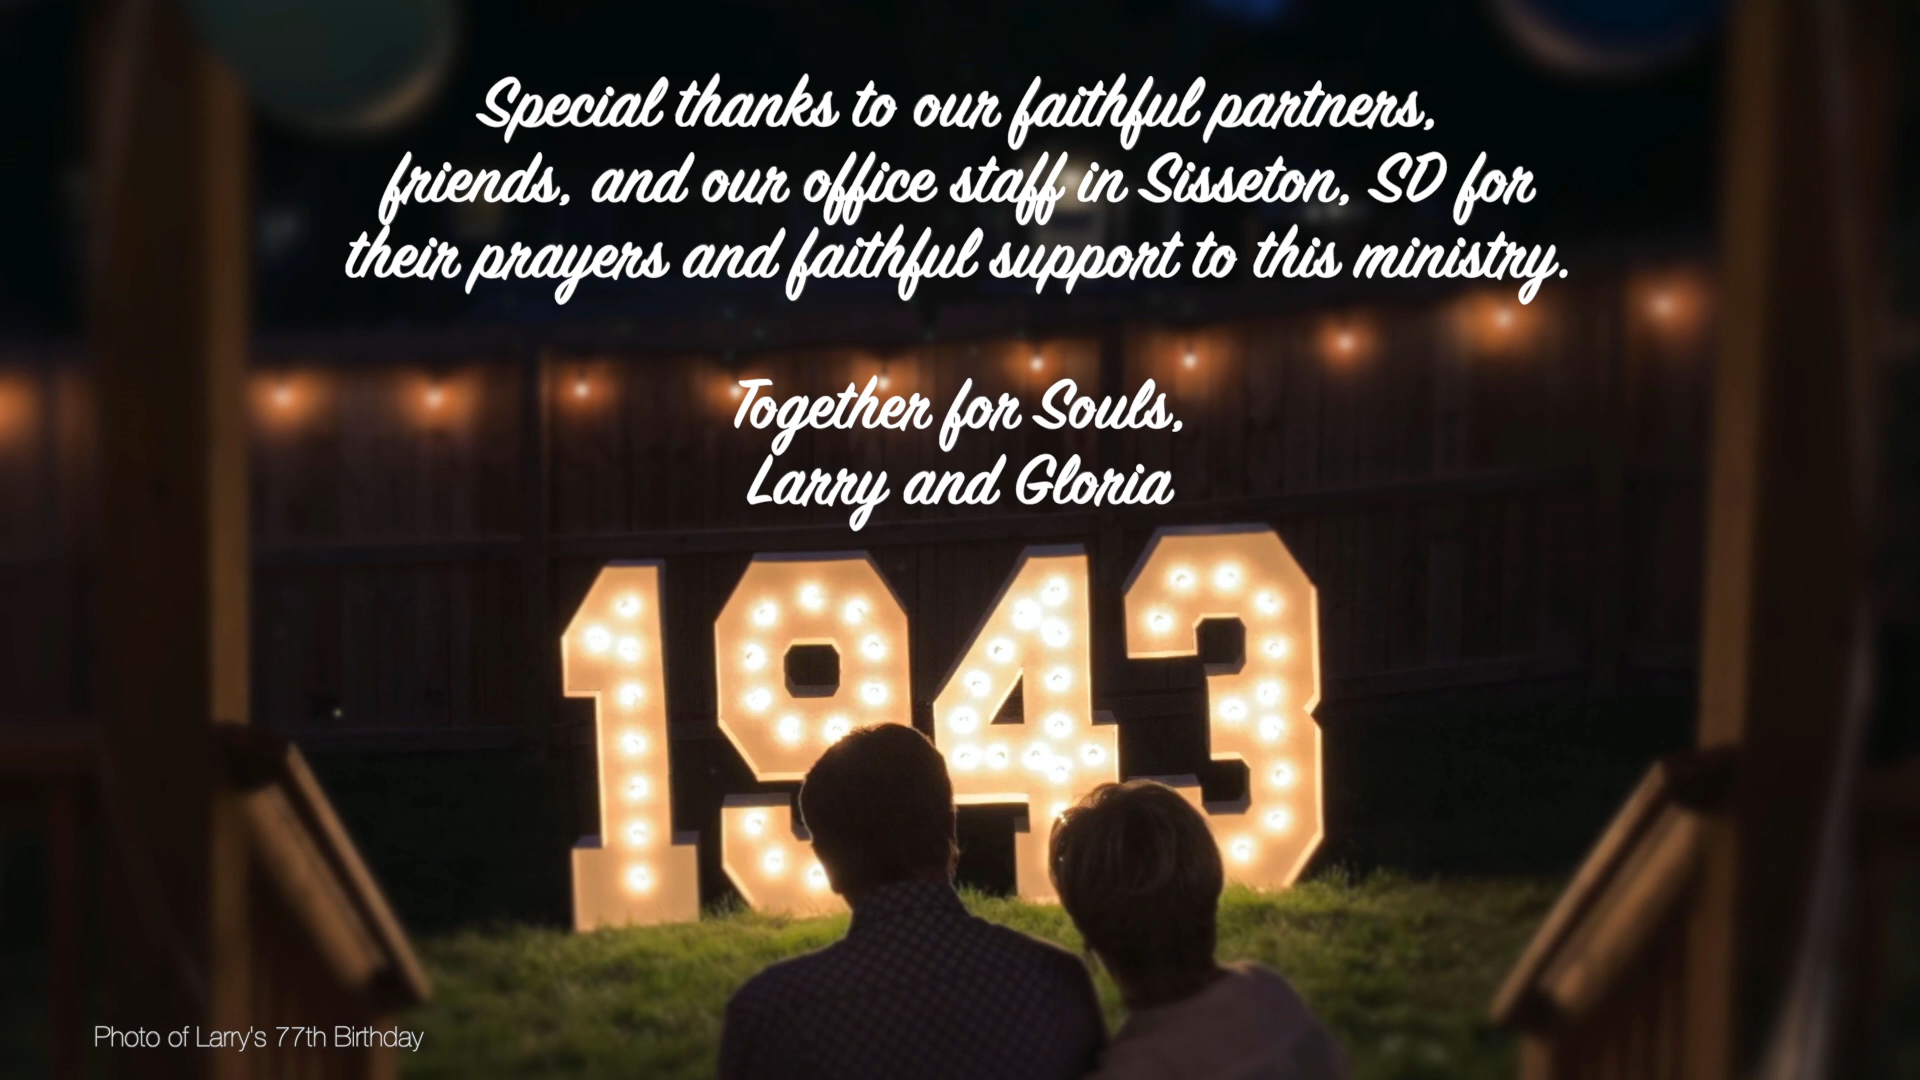 Special thanks to our faithful partners,
friends, and our office staff in Sisseton, SD for
their prayers and faithful support to this ministry.
Together for Souls,
Larry and Gloria
1943
Photo of Larry's 77th Birthday